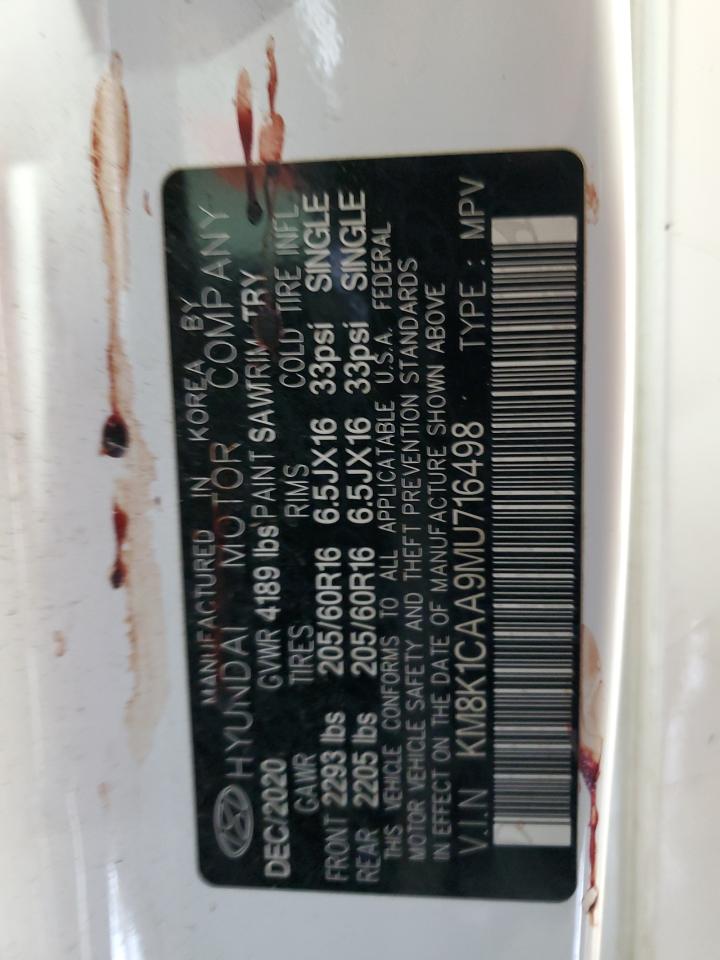 MANUFACTURED IN KOREA BY
HYUNDAI MOTOR COMPANY
DEC/2020 GVWR 4189 lbs PAINT SAW TRIM TRY
GAWR TIRES RIMS COLD TIRE INFL.
FRONT 2293 lbs 205/60R16 6.5JX16 33psi SINGLE
REAR 2205 lbs 205/60R16 6.5JX16 33psi SINGLE
THIS VEHICLE CONFORMS TO ALL APPLICATABLE U.S.A. FEDERAL
MOTOR VEHICLE SAFETY AND THEFT PREVENTION STANDARDS
IN EFFECT ON THE DATE OF MANUFACTURE SHOWN ABOVE
V.I.N KM8K1CAA9MU716498 TYPE : MPV